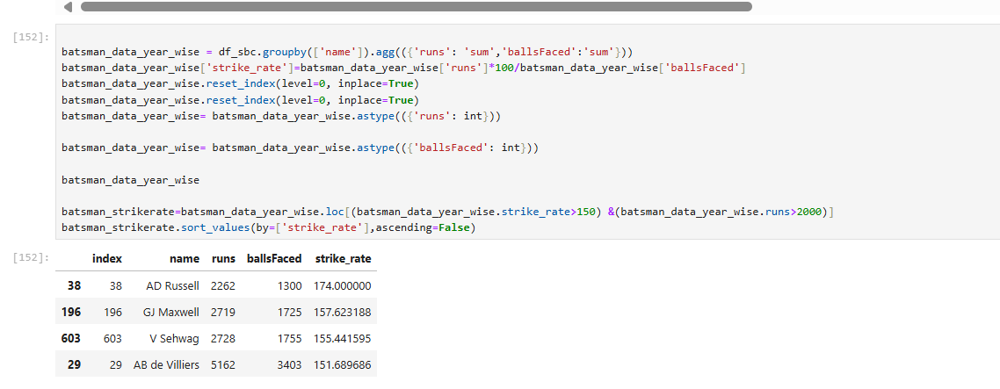 [152]:
batsman_data_year_wise = df_sbc.groupby(['name']).agg(({'runs': 'sum','ballsFaced':'sum'}))
batsman_data_year_wise['strike_rate']=batsman_data_year_wise['runs']*100/batsman_data_year_wise['ballsFaced']
batsman_data_year_wise.reset_index(level=0, inplace=True)
batsman_data_year_wise.reset_index(level=0, inplace=True)
batsman_data_year_wise= batsman_data_year_wise.astype(({'runs': int}))
batsman_data_year_wise= batsman_data_year_wise.astype(({'ballsFaced': int}))
batsman_data_year_wise
batsman_strikerate=batsman_data_year_wise.loc[(batsman_data_year_wise.strike_rate>150) &(batsman_data_year_wise.runs>2000)]
batsman_strikerate.sort_values(by=['strike_rate'],ascending=False)
[152]:
index name runs ballsFaced strike_rate
38 38 AD Russell 2262 1300 174.000000
196 196 GJ Maxwell 2719 1725 157.623188
603 603 V Sehwag 2728 1755 155.441595
29 29 AB de Villiers 5162 3403 151.689686